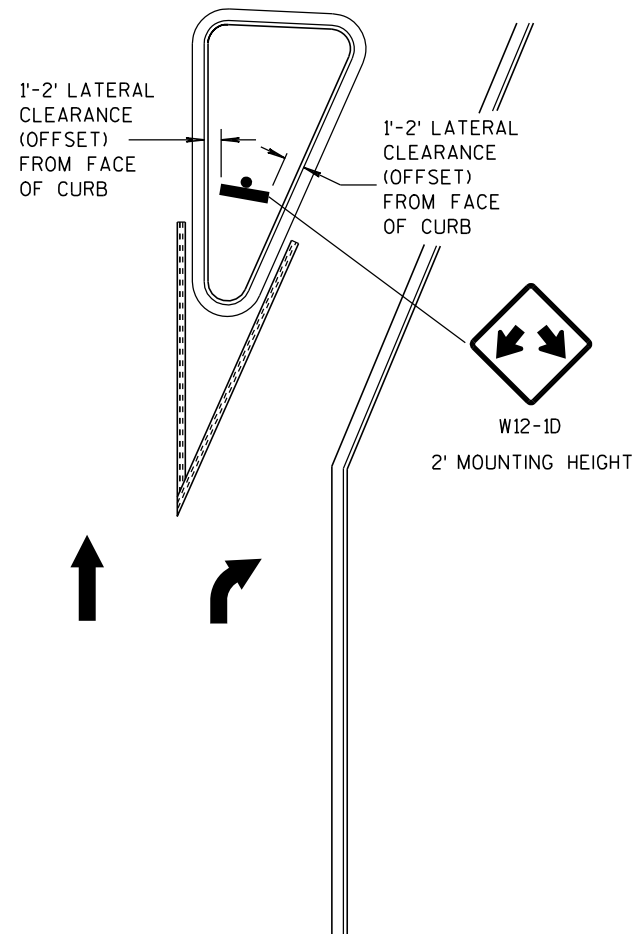 1'-2' LATERAL
CLEARANCE
(OFFSET)
FROM FACE
OF CURB
1'-2' LATERAL
CLEARANCE
(OFFSET)
FROM FACE
OF CURB
W12-1D
2' MOUNTING HEIGHT